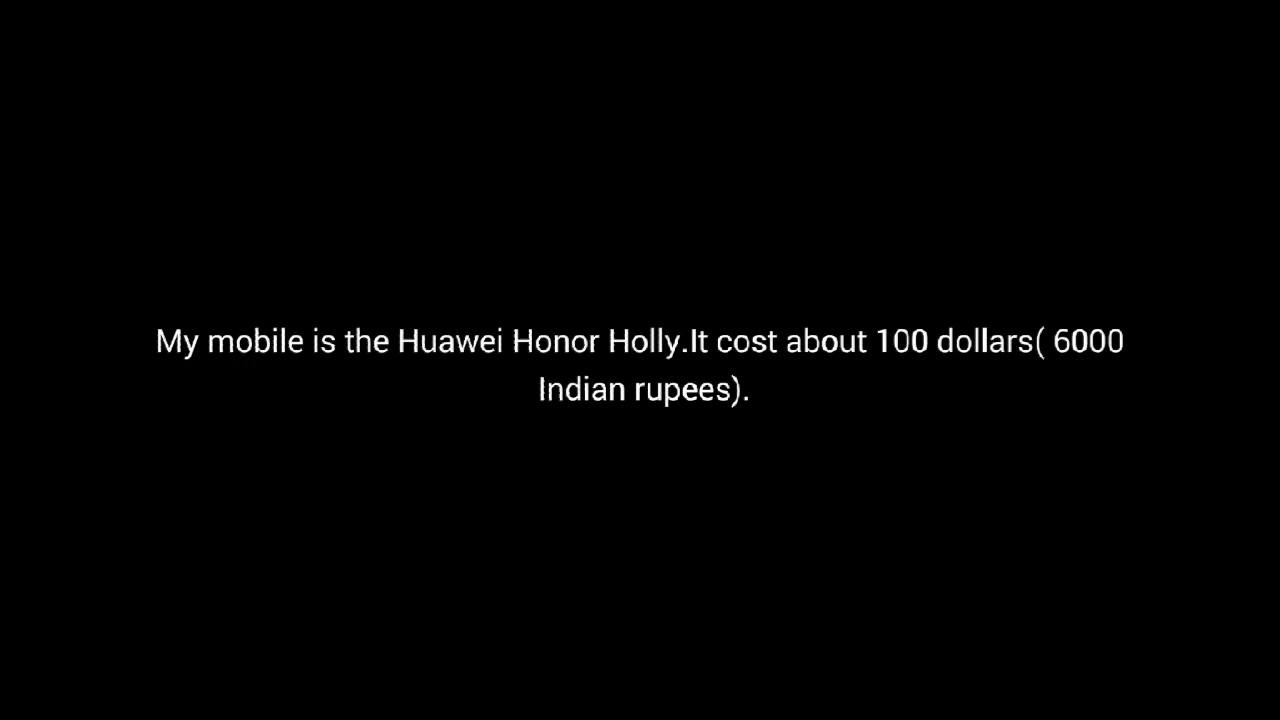 My mobile is the Huawei Honor Holly.It cost about 100 dollars( 6000
Indian rupees).